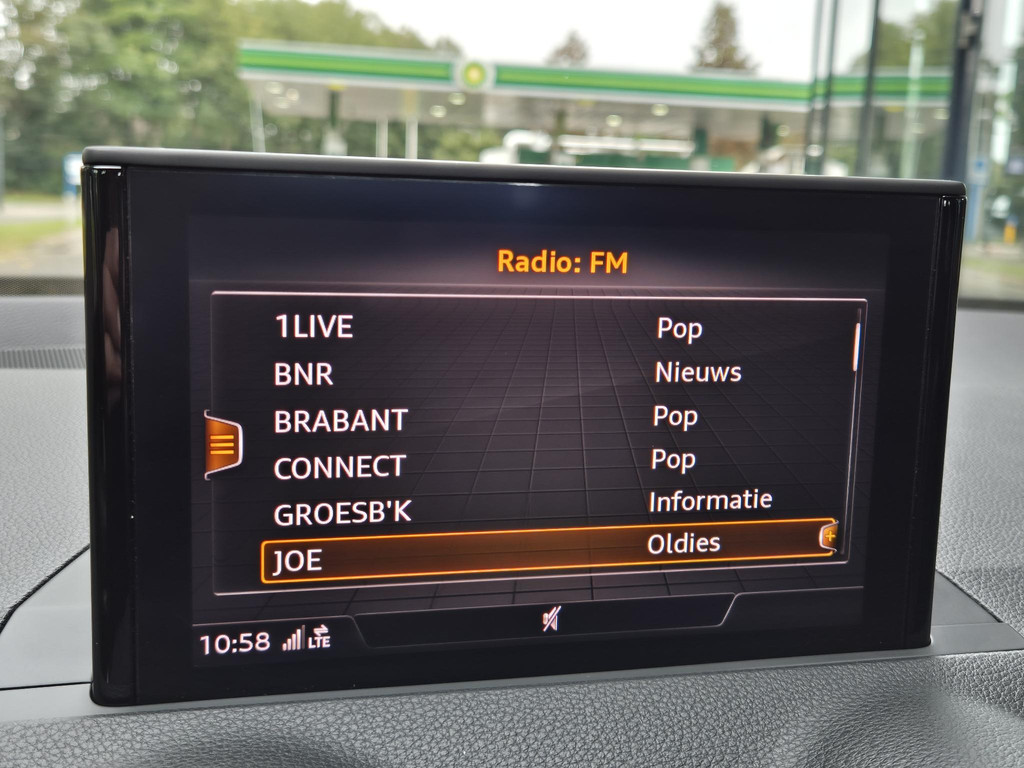 Radio: FM
1LIVE Pop
BNR Nieuws
BRABANT Pop
CONNECT Pop
GROESB'K Informatie
JOE Oldies
10:58 LTE